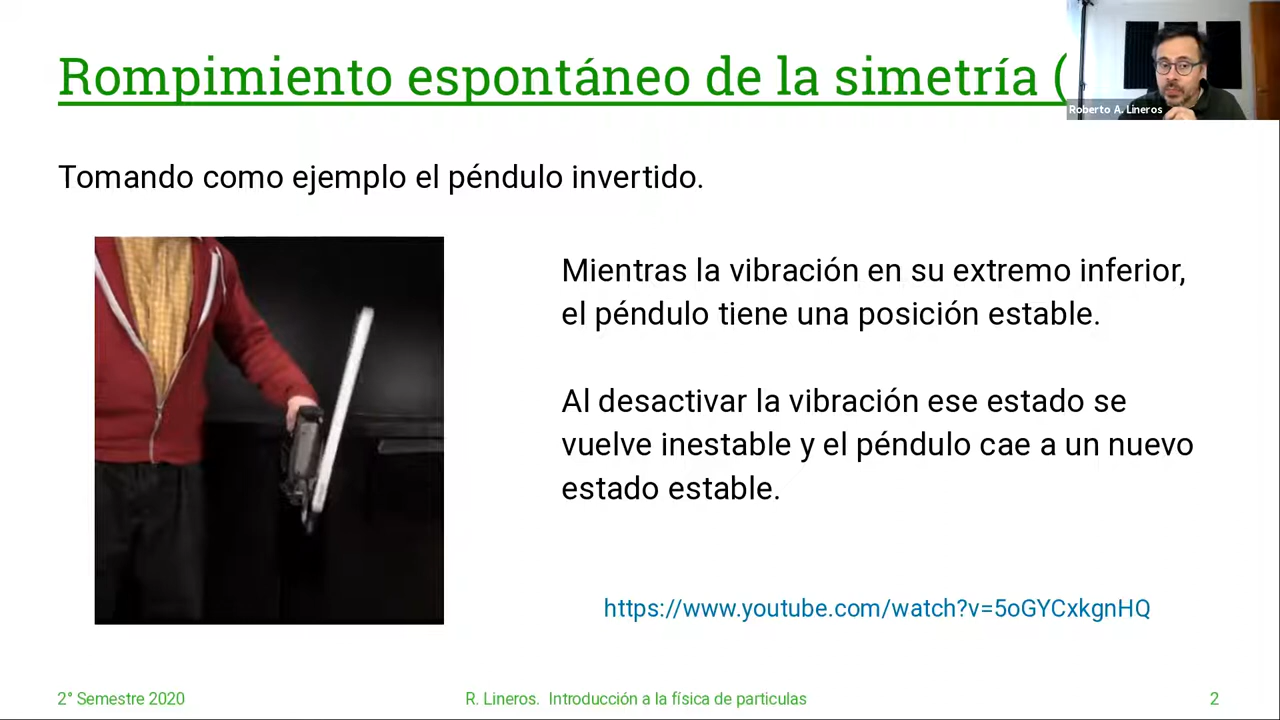 Rompimiento espontáneo de la simetría (
Roberto A. Lineros
Tomando como ejemplo el péndulo invertido.
Mientras la vibración en su extremo inferior,
el péndulo tiene una posición estable.
Al desactivar la vibración ese estado se
vuelve inestable y el péndulo cae a un nuevo
estado estable.
https://www.youtube.com/watch?v=5oGYCxkgnHQ
2° Semestre 2020
R. Lineros. Introducción a la física de particulas
2